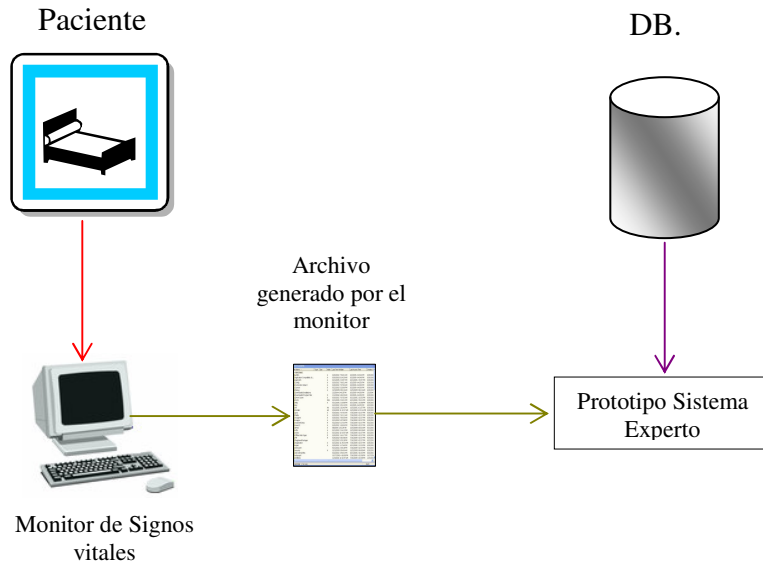 Paciente
DB.
Archivo
generado por el
monitor
Prototipo Sistema
Experto
Monitor de Signos
vitales